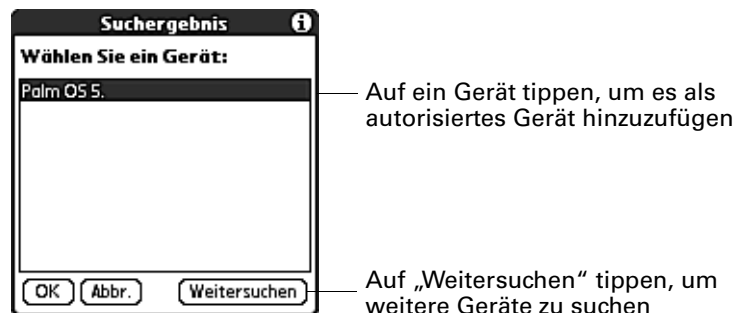 Suchergebnis
Wählen Sie ein Gerät:
Palm OS 5.
Auf ein Gerät tippen, um es als
autorisiertes Gerät hinzuzufügen
OK Abbr. Weitersuchen
Auf „Weitersuchen“ tippen, um
weitere Geräte zu suchen